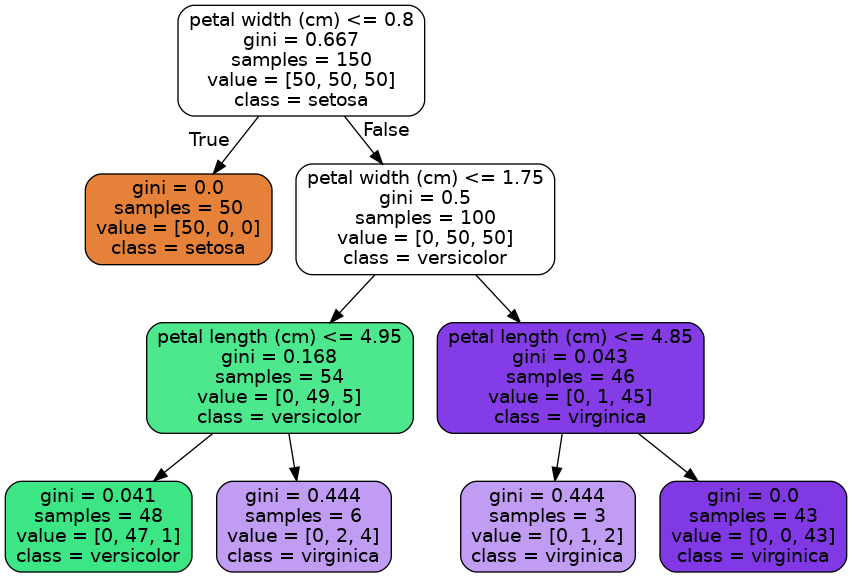 petal width (cm) <= 0.8
gini = 0.667
samples = 150
value = [50, 50, 50]
class = setosa
True
False
gini = 0.0
samples = 50
value = [50, 0, 0]
class = setosa
petal width (cm) <= 1.75
gini = 0.5
samples = 100
value = [0, 50, 50]
class = versicolor
petal length (cm) <= 4.95
gini = 0.168
samples = 54
value = [0, 49, 5]
class = versicolor
petal length (cm) <= 4.85
gini = 0.043
samples = 46
value = [0, 1, 45]
class = virginica
gini = 0.041
samples = 48
value = [0, 47, 1]
class = versicolor
gini = 0.444
samples = 6
value = [0, 2, 4]
class = virginica
gini = 0.444
samples = 3
value = [0, 1, 2]
class = virginica
gini = 0.0
samples = 43
value = [0, 0, 43]
class = virginica